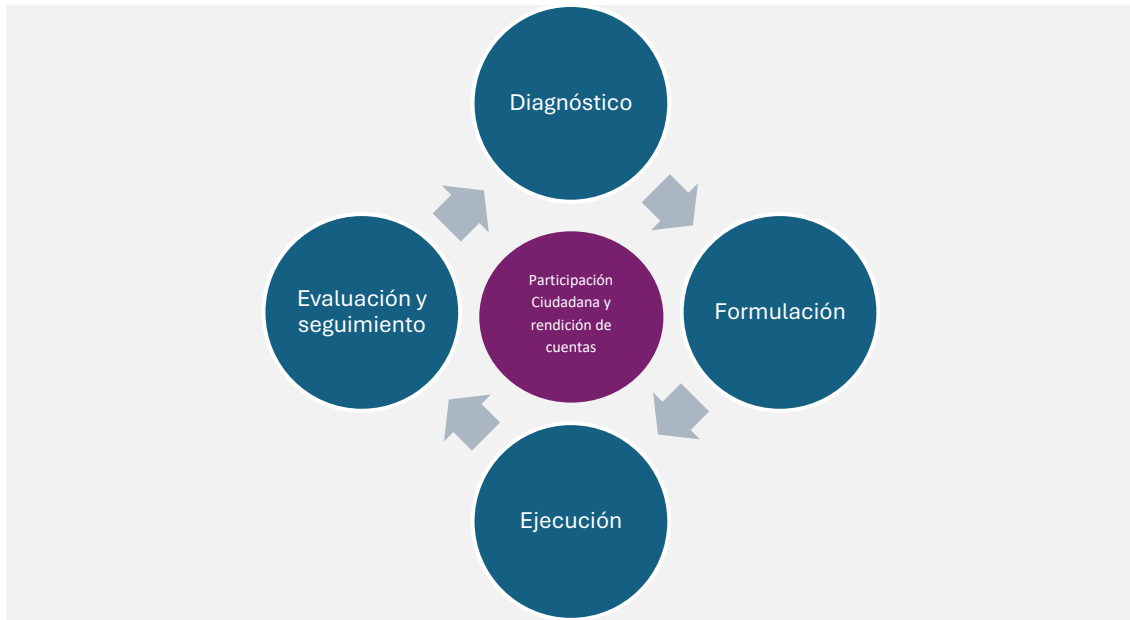 Diagnóstico
Formulación
Ejecución
Evaluación y
seguimiento
Participación
Ciudadana y
rendición de
cuentas